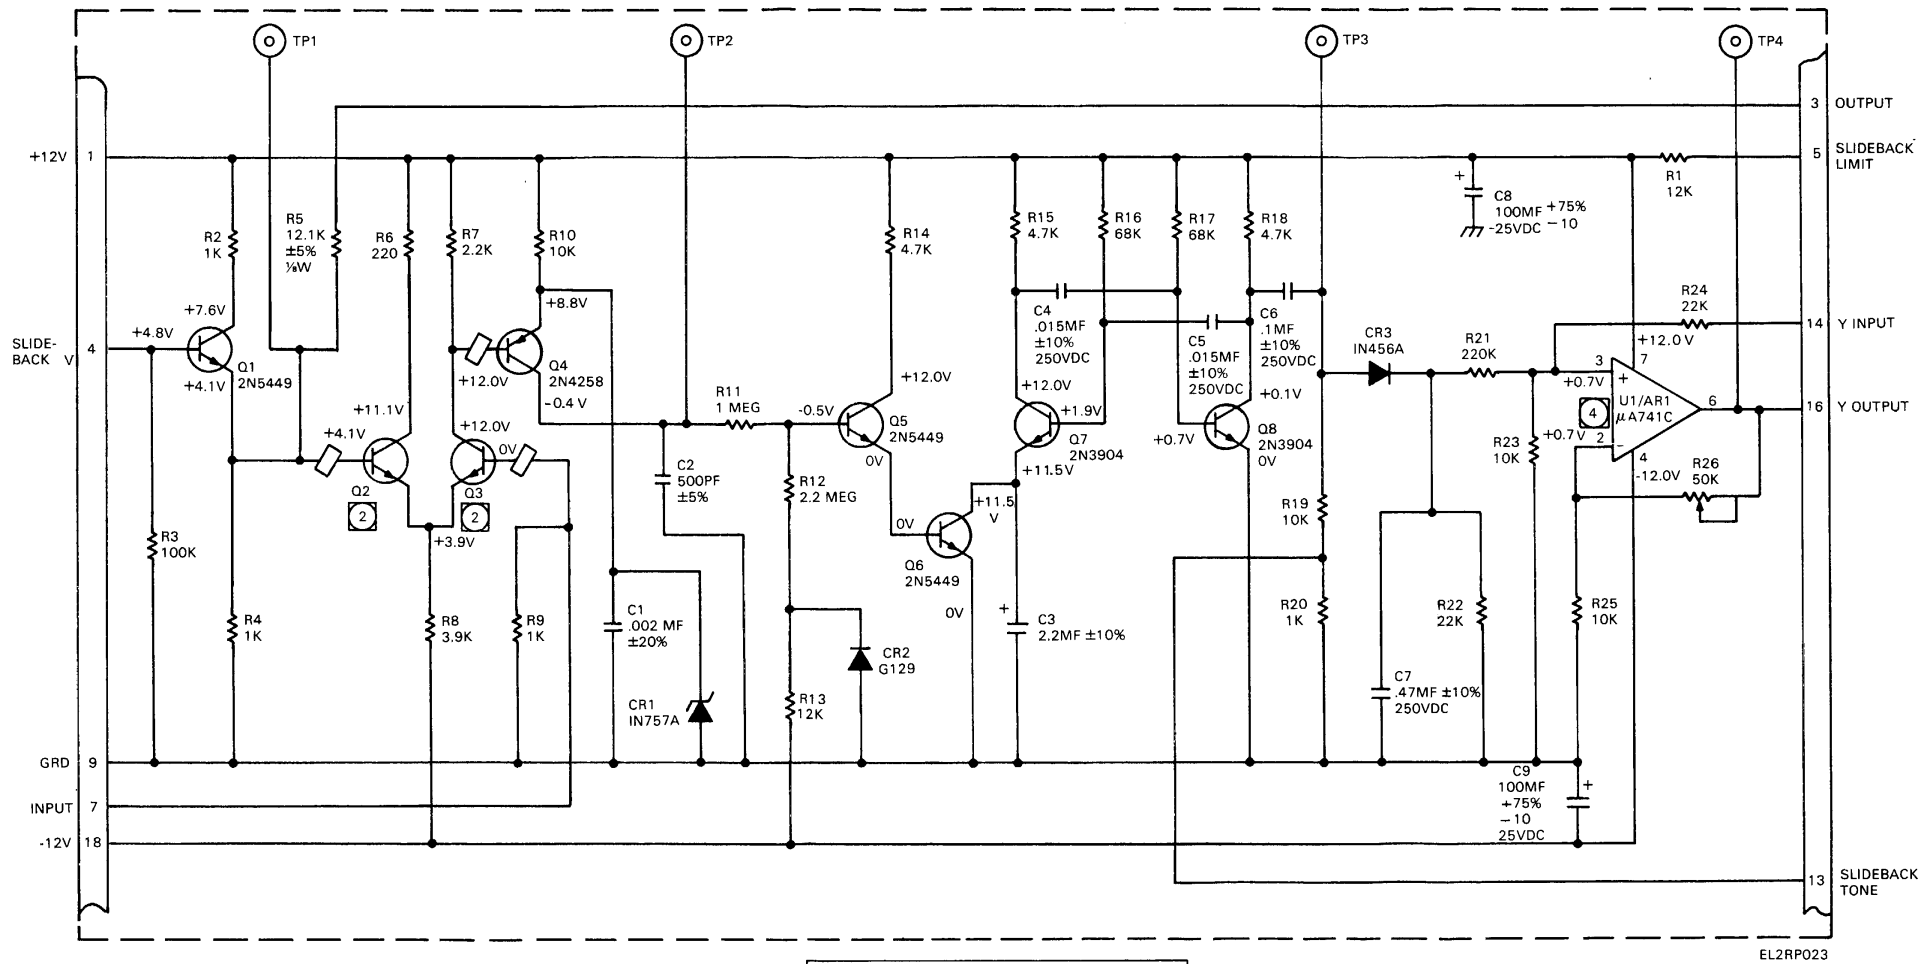 TP1
TP2
TP3
TP4
3 OUTPUT
+12V 1
5 SLIDEBACK
LIMIT
R1
12K
R2
1K
R5
12.1K
±5%
⅛W
R6
220
R7
2.2K
R10
10K
R14
4.7K
R15
4.7K
R16
68K
R17
68K
R18
4.7K
+
C8
100MF +75%
-25VDC −10
+7.6V
+8.8V
R24
22K
14 Y INPUT
SLIDE-
BACK V
4
+4.8V
Q1
2N5449
+4.1V
+12.0V
Q4
2N4258
-0.4 V
C4
.015MF
±10%
250VDC
C5
.015MF
±10%
250VDC
C6
.1MF
±10%
250VDC
CR3
IN456A
R21
220K
+12.0 V
3
7
+0.7V
+
U1/AR1
µA741C
4
6
16 Y OUTPUT
+0.7V
2
-
4
-12.0V
R23
10K
R26
50K
+11.1V
+4.1V
+12.0V
0V
Q2
2
Q3
2
+3.9V
R11
1 MEG
-0.5V
+12.0V
Q5
2N5449
0V
+12.0V
+1.9V
Q7
2N3904
+11.5V
+0.1V
+0.7V
Q8
2N3904
0V
C2
500PF
±5%
R12
2.2 MEG
+11.5
V
0V
Q6
2N5449
0V
R19
10K
R3
100K
R4
1K
R8
3.9K
R9
1K
C1
.002 MF
±20%
+
C3
2.2MF ±10%
R20
1K
R22
22K
R25
10K
CR2
G129
CR1
IN757A
R13
12K
C7
.47MF ±10%
250VDC
GRD 9
INPUT 7
-12V 18
C9
100MF
+75%
−10
25VDC
+
13 SLIDEBACK
TONE
EL2RP023